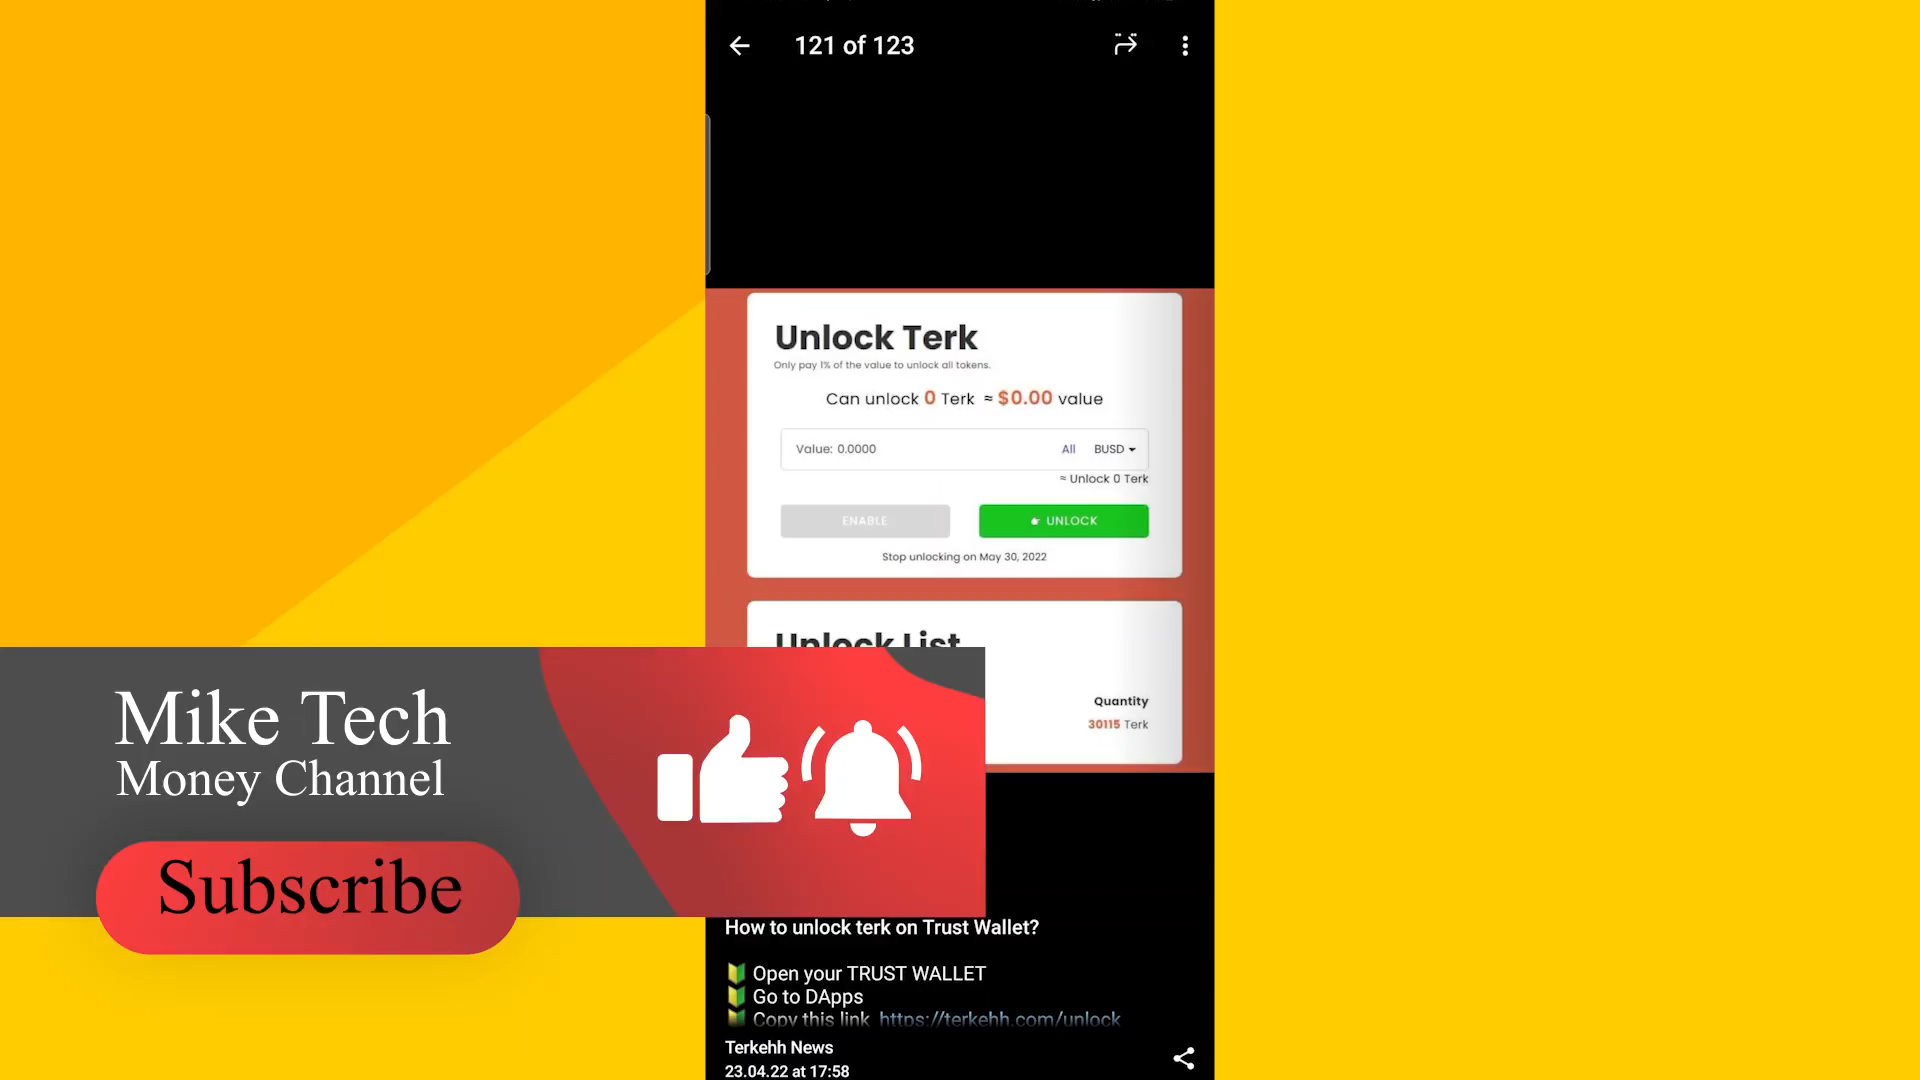 121 of 123
Unlock Terk
Only pay 1% of the value to unlock all tokens.
Can unlock 0 Terk ≈ $0.00 value
Value: 0.0000 All BUSD
≈ Unlock 0 Terk
ENABLE UNLOCK
Stop unlocking on May 30, 2022
Unlock List
Quantity
30115 Terk
Mike Tech
Money Channel
Subscribe
How to unlock terk on Trust Wallet?
Open your TRUST WALLET
Go to DApps
Copy this link https://terkehh.com/unlock
Terkehh News
23.04.22 at 17:58